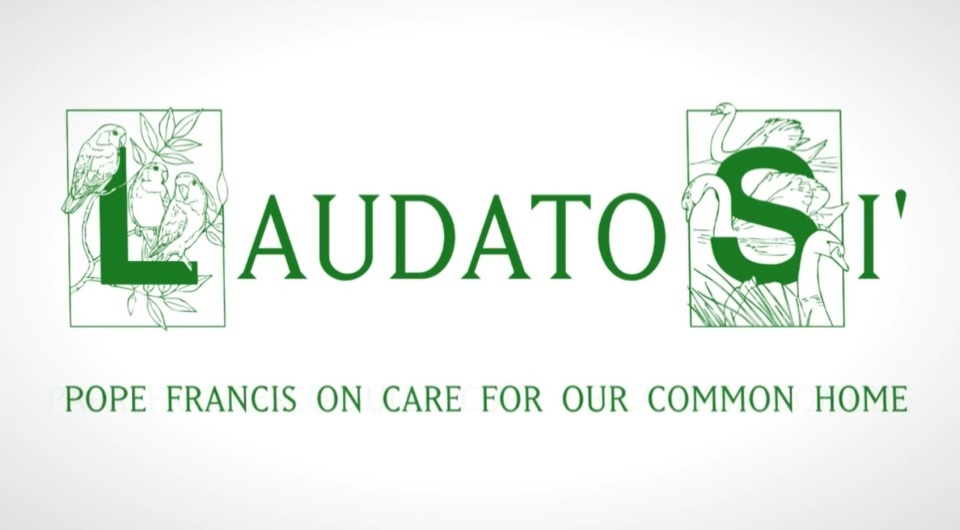 LAUDATO SI'
POPE FRANCIS ON CARE FOR OUR COMMON HOME